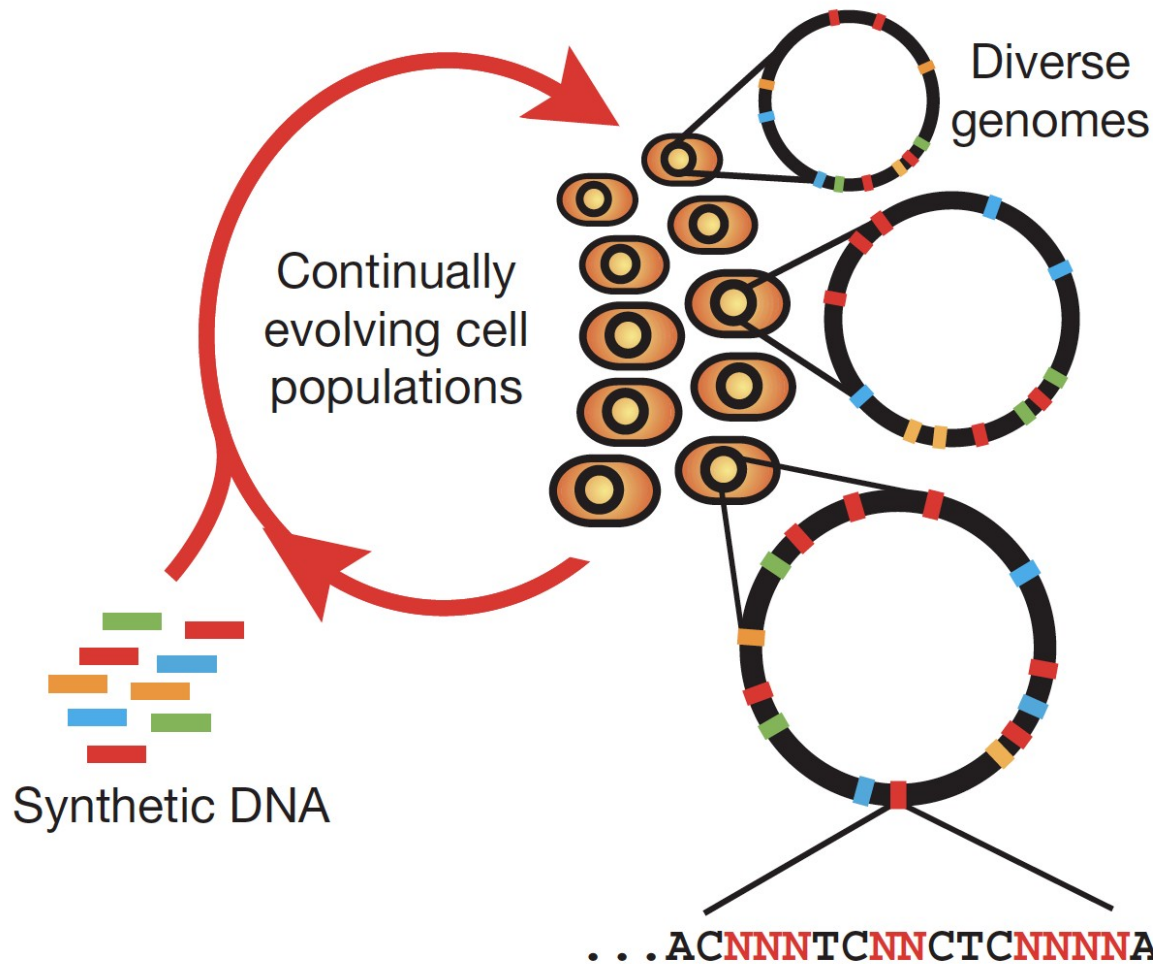 Diverse
genomes
Continually
evolving cell
populations
Synthetic DNA
...ACNNNTCNNCTCNNNNA